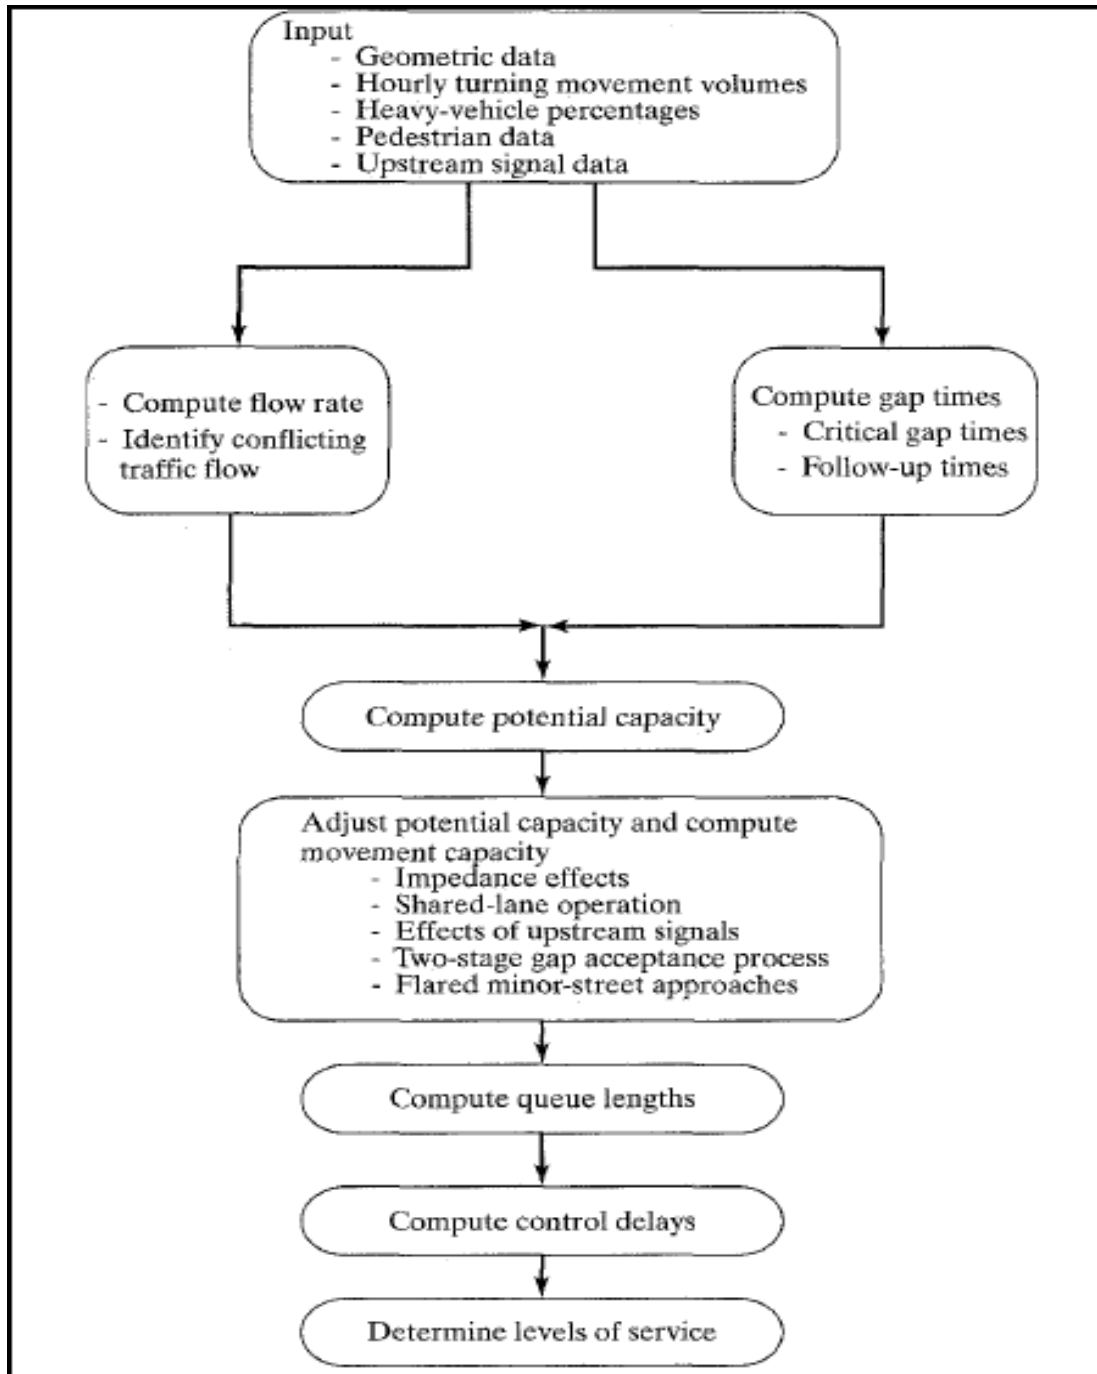 Input
- Geometric data
- Hourly turning movement volumes
- Heavy-vehicle percentages
- Pedestrian data
- Upstream signal data
- Compute flow rate
- Identify conflicting
traffic flow
Compute gap times
- Critical gap times
- Follow-up times
Compute potential capacity
Adjust potential capacity and compute
movement capacity
- Impedance effects
- Shared-lane operation
- Effects of upstream signals
- Two-stage gap acceptance process
- Flared minor-street approaches
Compute queue lengths
Compute control delays
Determine levels of service